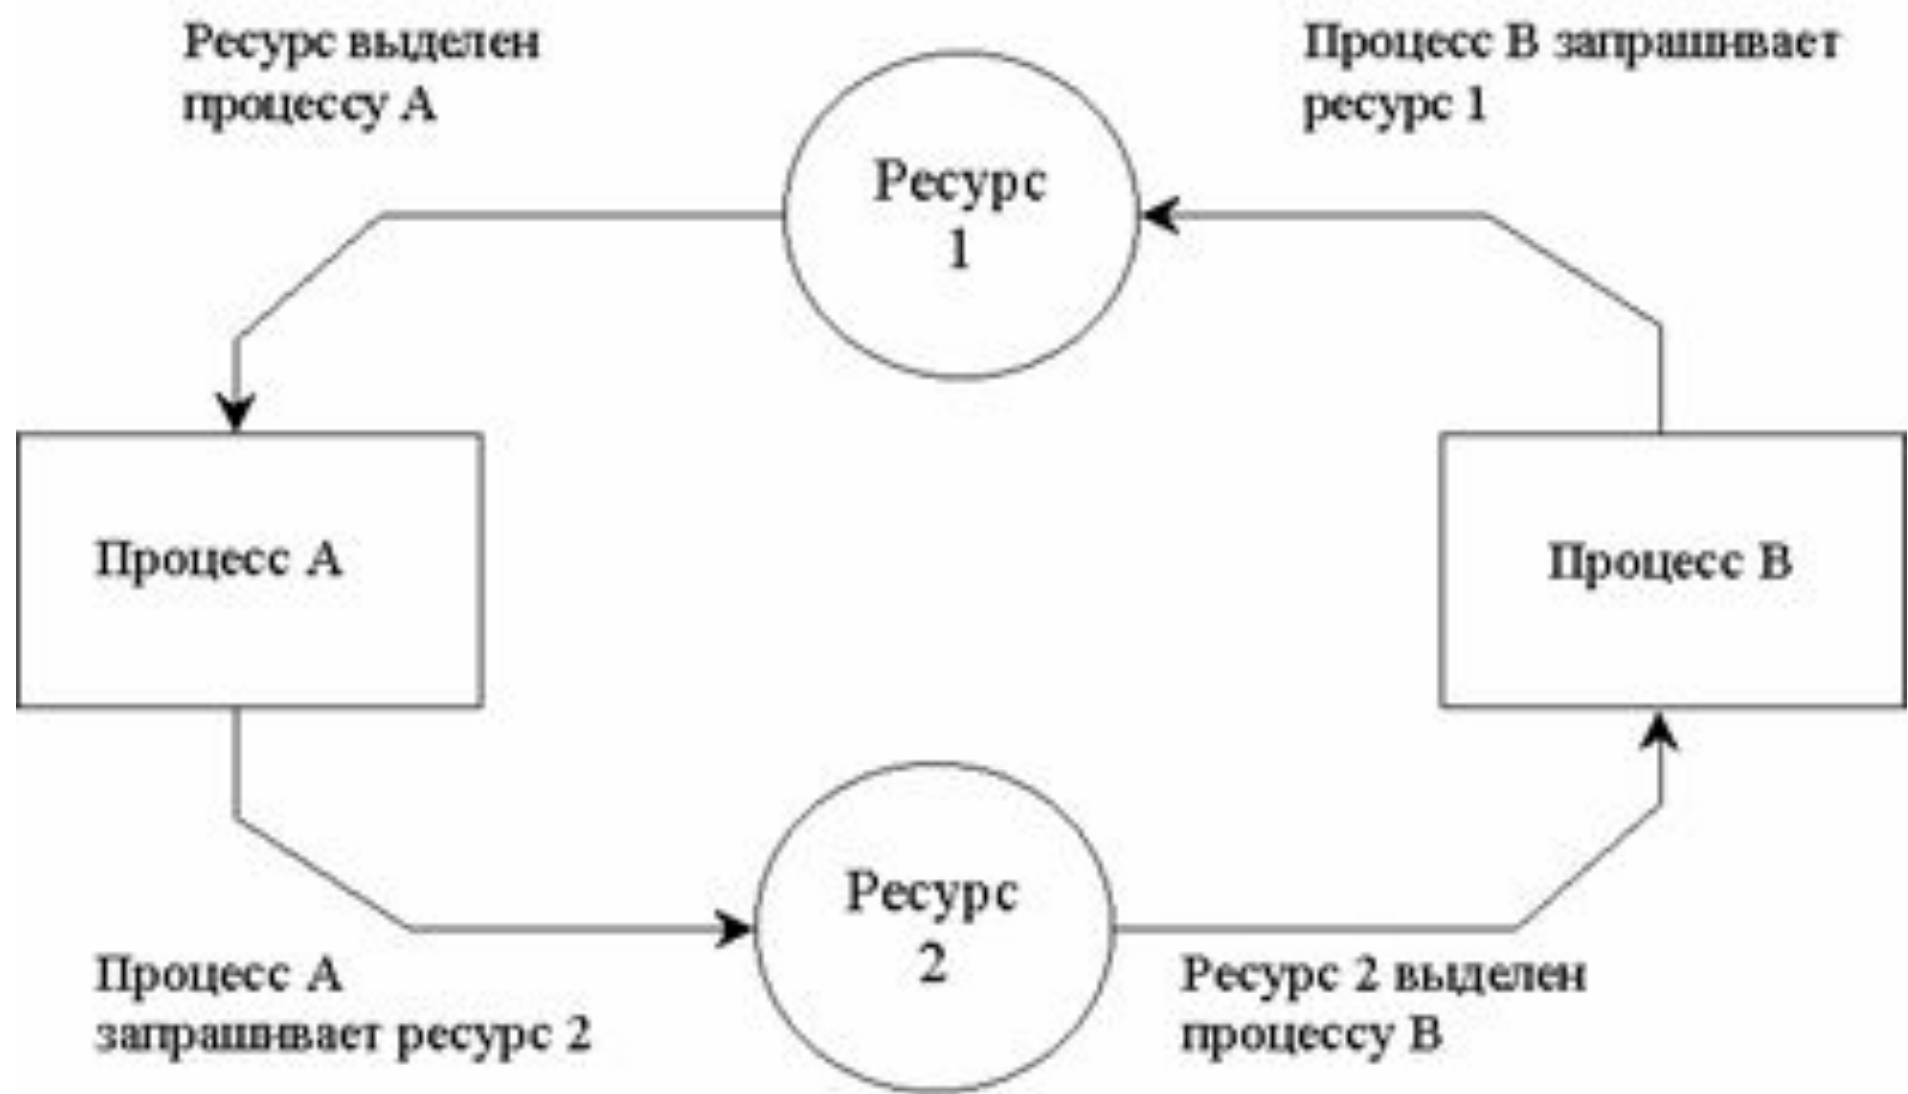 Ресурс выделен
процессу А
Процесс В запрашивает
ресурс 1
Ресурс
1
Процесс А
Процесс В
Ресурс
2
Процесс А
запрашивает ресурс 2
Ресурс 2 выделен
процессу В